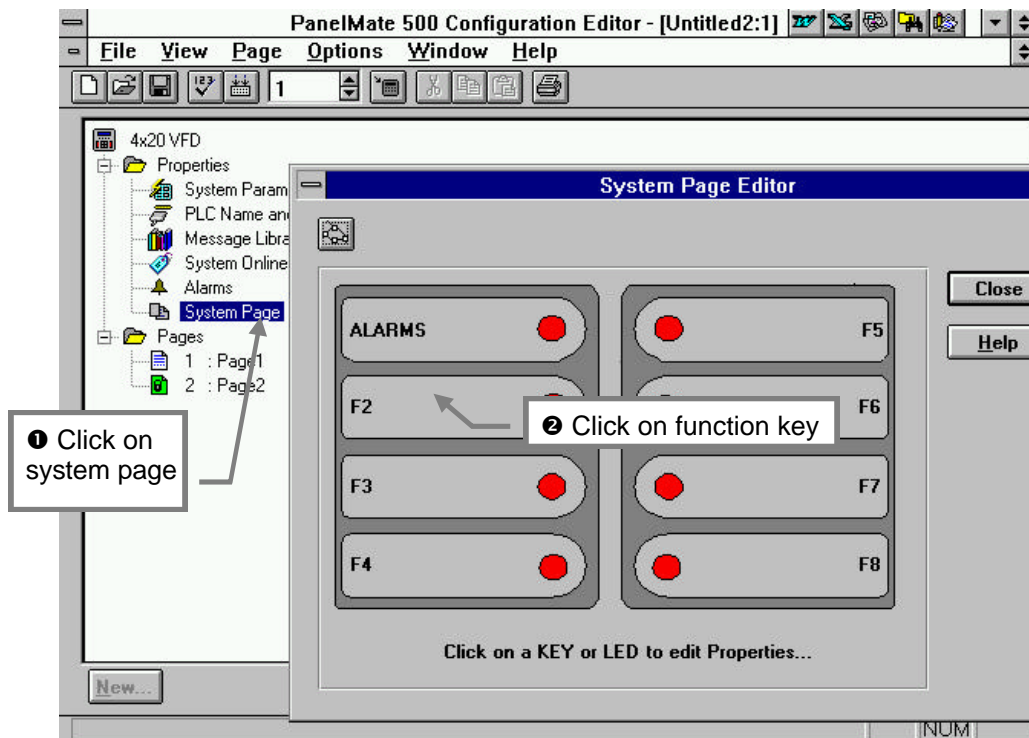 PanelMate 500 Configuration Editor - [Untitled2:1]
File View Page Options Window Help
123 1
4x20 VFD
Properties
System Param
PLC Name an
Message Libra
System Online
Alarms
System Page
Pages
1 : Page1
2 : Page2
New...
System Page Editor
ALARMS F5
F2 F6
F3 F7
F4 F8
Click on a KEY or LED to edit Properties...
Close
Help
❶ Click on
system page
❷ Click on function key
NUM